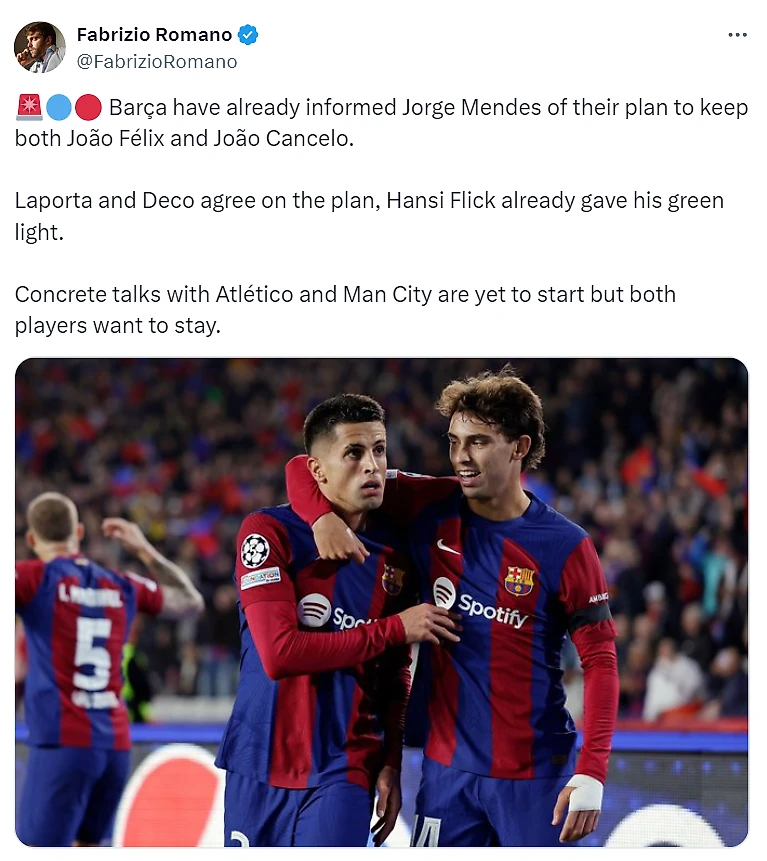 Fabrizio Romano
@FabrizioRomano
🚨🔵🔴 Barça have already informed Jorge Mendes of their plan to keep
both João Félix and João Cancelo.
Laporta and Deco agree on the plan, Hansi Flick already gave his green
light.
Concrete talks with Atlético and Man City are yet to start but both
players want to stay.
5
Spotify
Spotify